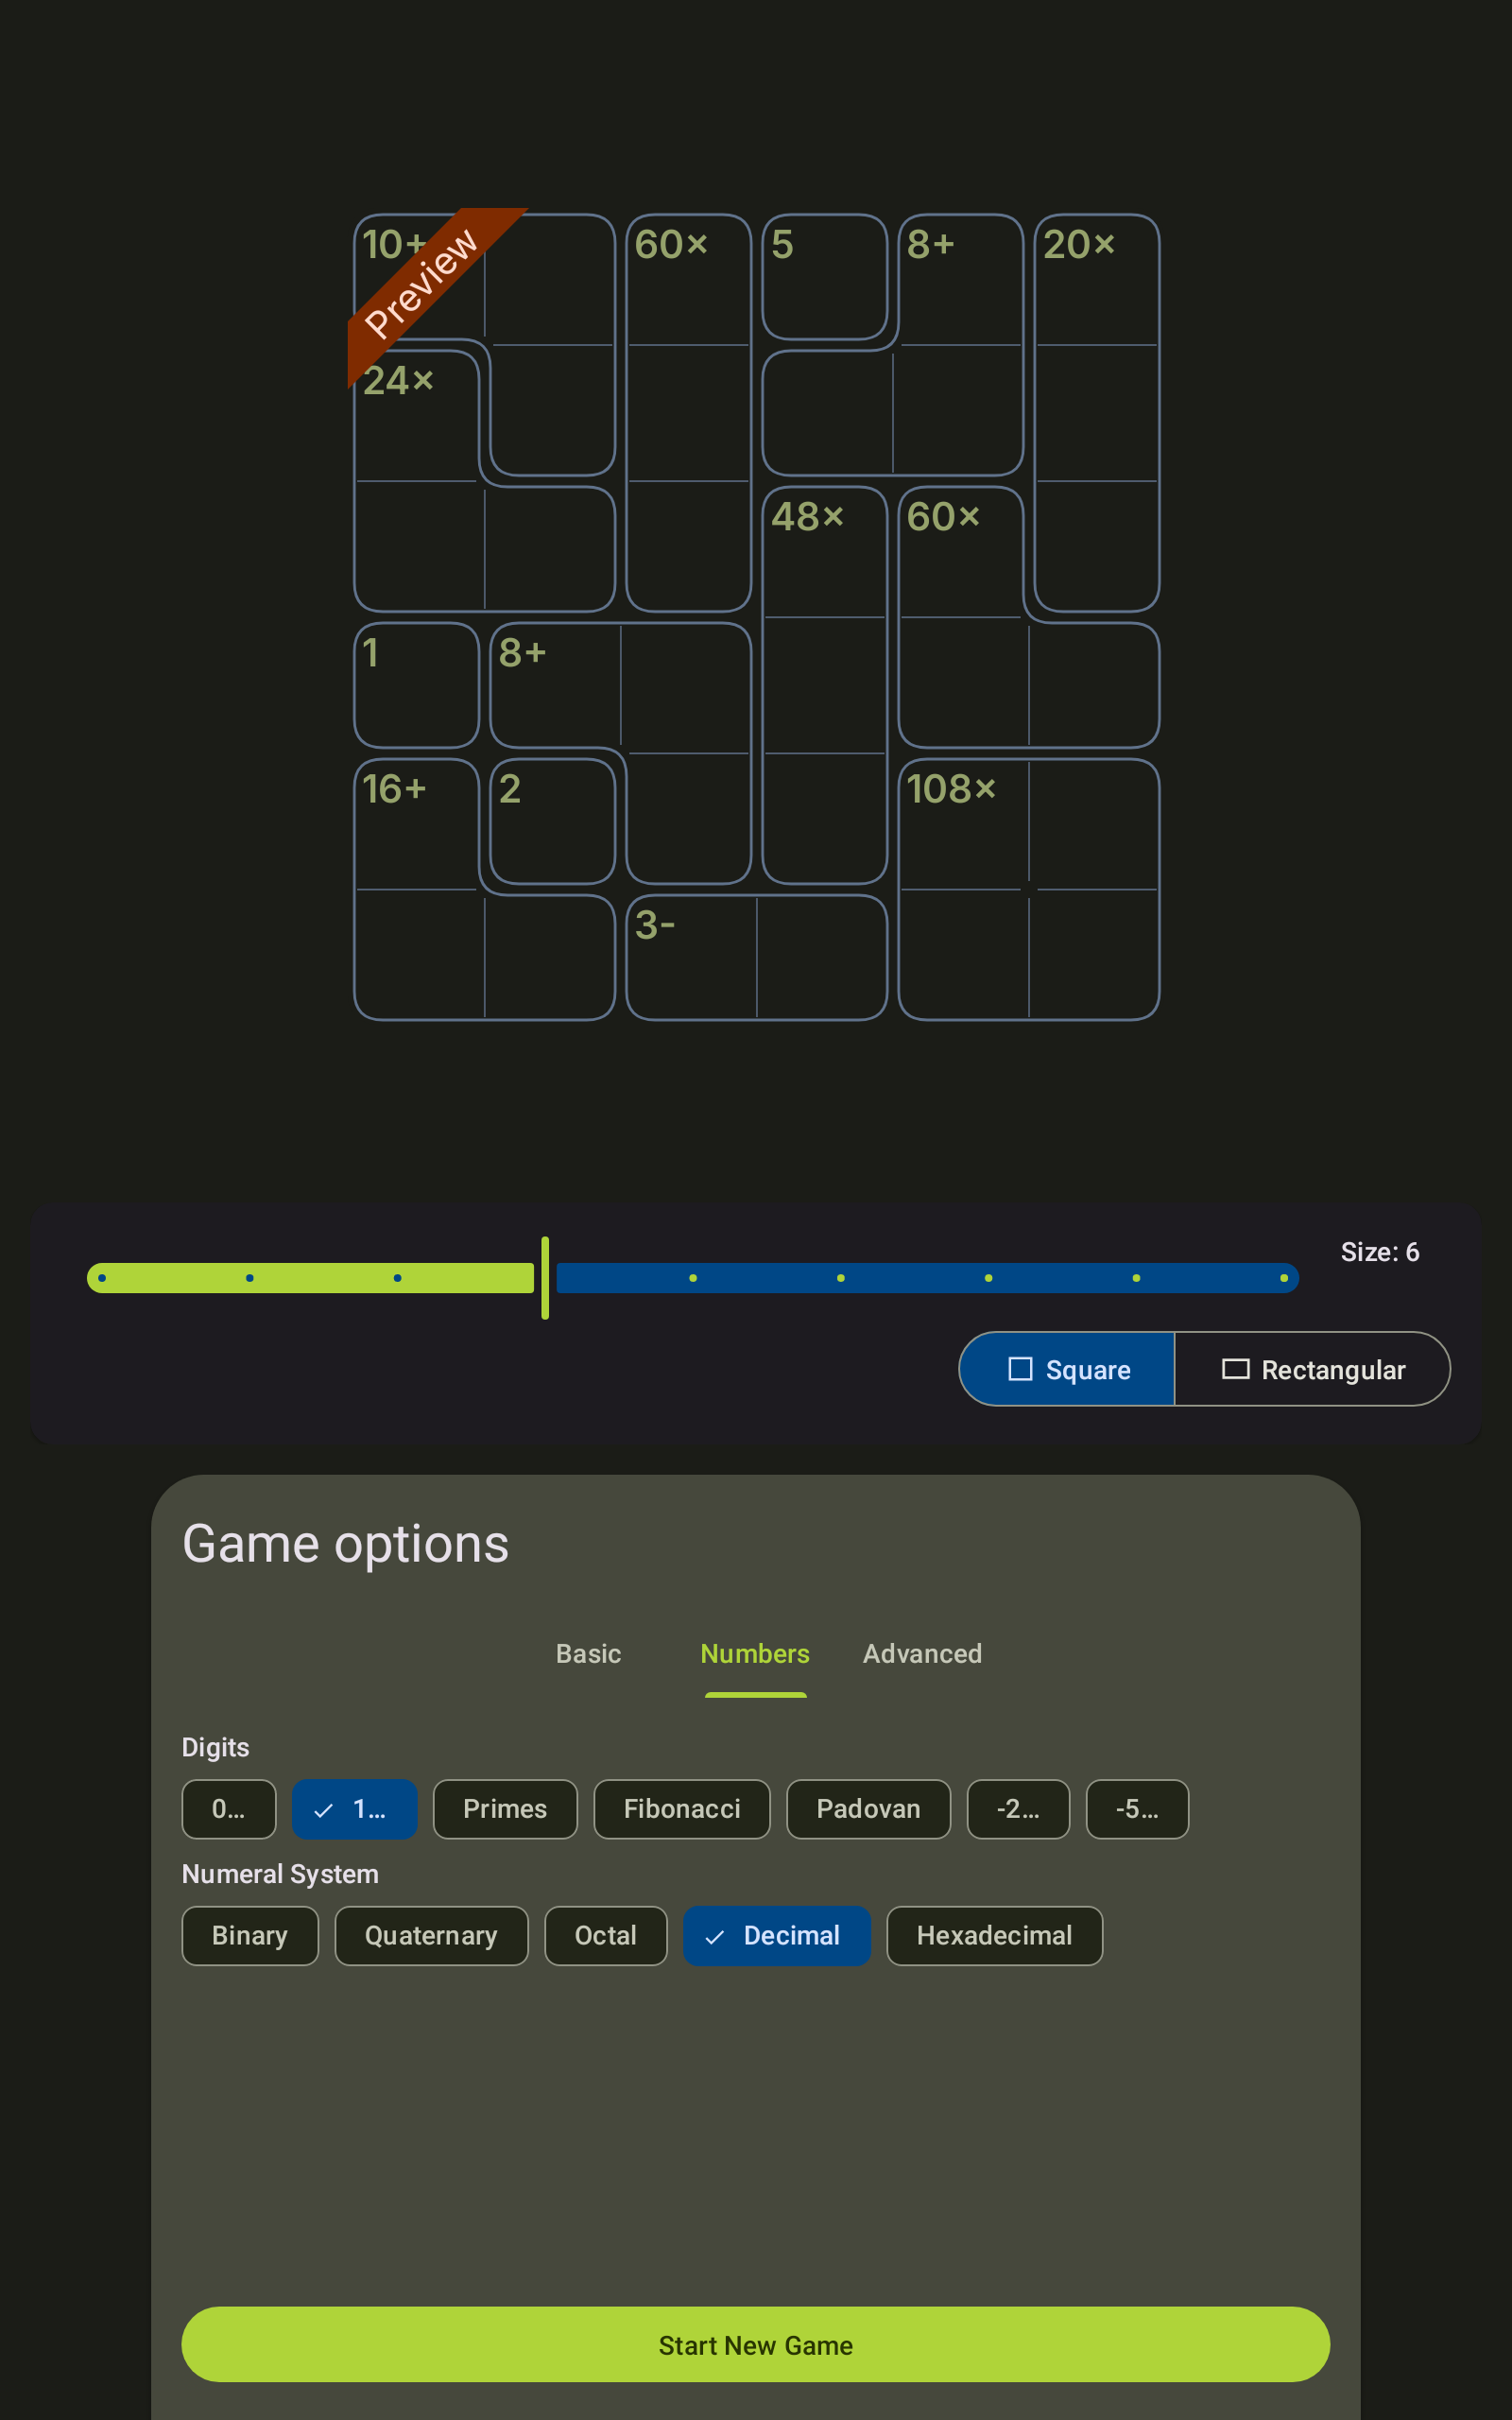 10+ 60× 5 8+ 20×
Preview
24×
48× 60×
1 8+
16+ 2 108×
3-
Size: 6
Square Rectangular
Game options
Basic Numbers Advanced
Digits
0… 1… Primes Fibonacci Padovan -2… -5…
Numeral System
Binary Quaternary Octal Decimal Hexadecimal
Start New Game